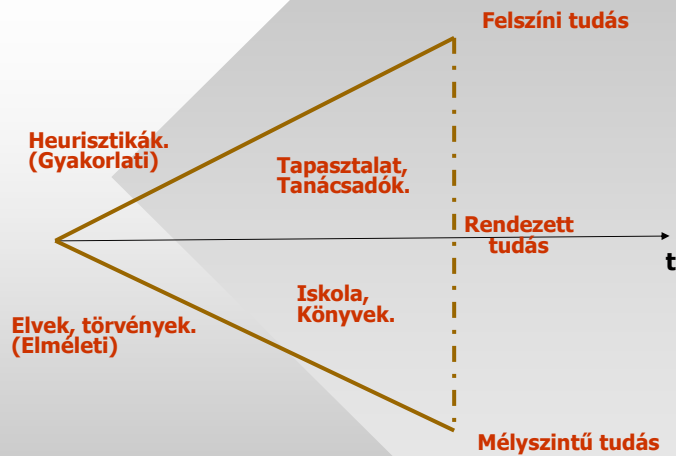 Felszíni tudás
Heurisztikák.
(Gyakorlati)
Tapasztalat,
Tanácsadók.
Rendezett
tudás
t
Iskola,
Könyvek.
Elvek, törvények.
(Elméleti)
Mélyszintű tudás